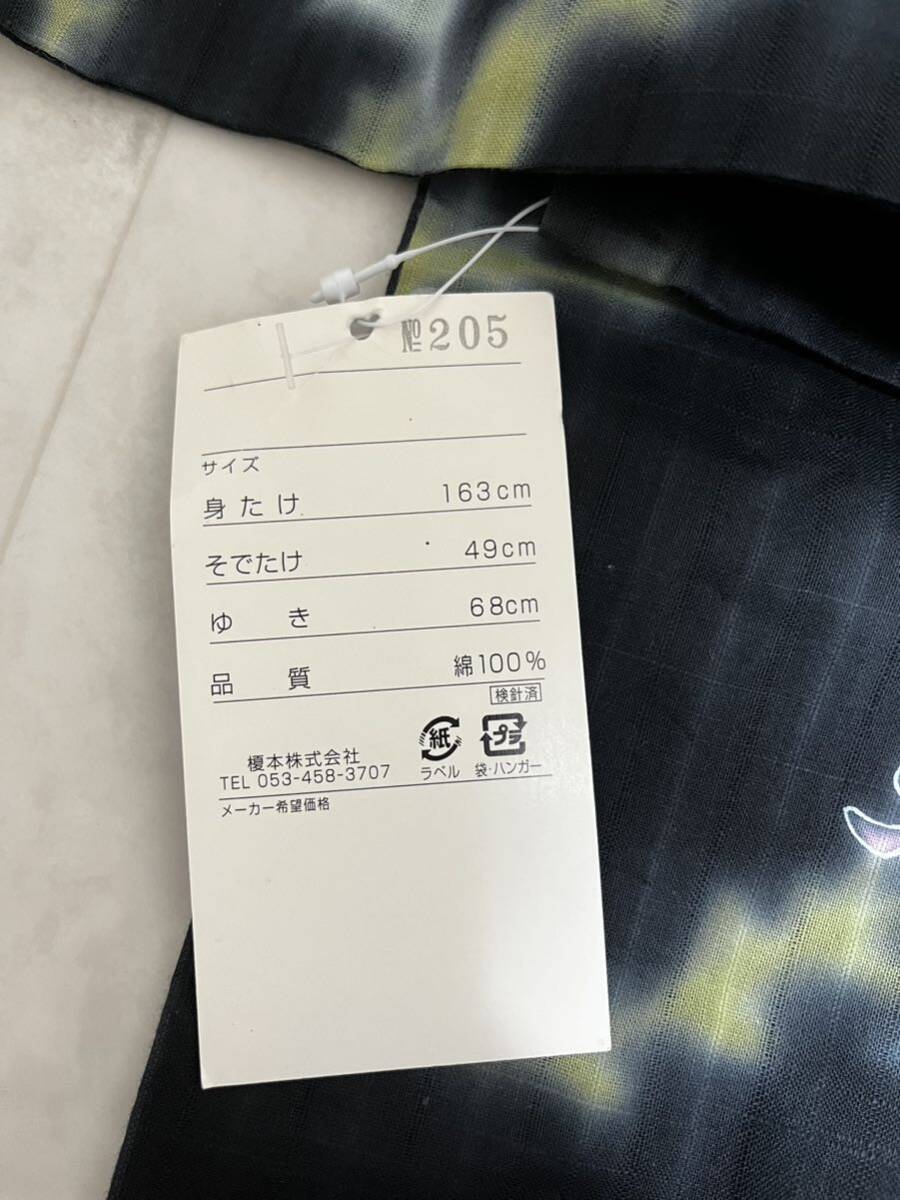 №205
サイズ
身たけ 163cm
そでたけ 49cm
ゆき 68cm
品質 綿100%
検針済
榎本株式会社
TEL 053-458-3707
紙 プラ
ラベル 袋・ハンガー
メーカー希望価格